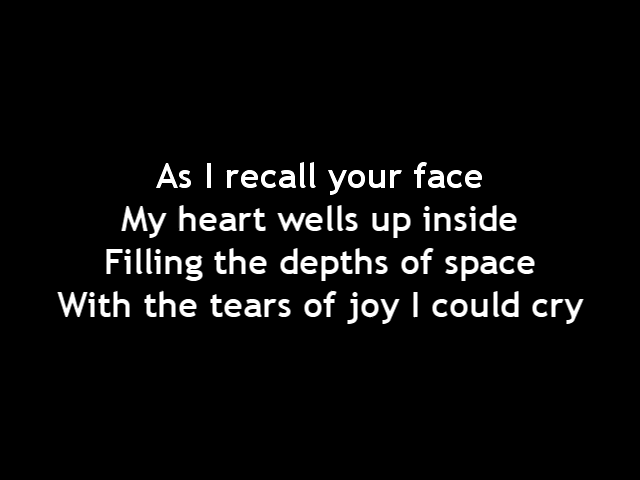 As I recall your face
My heart wells up inside
Filling the depths of space
With the tears of joy I could cry